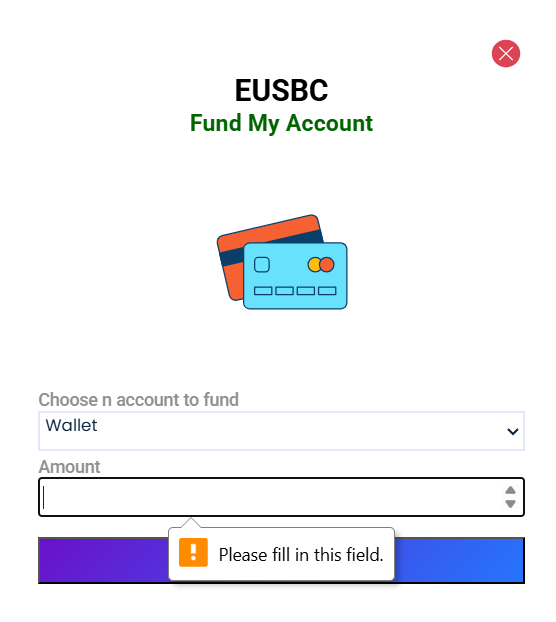 EUSBC
Fund My Account
Choose n account to fund
Wallet
Amount
Please fill in this field.